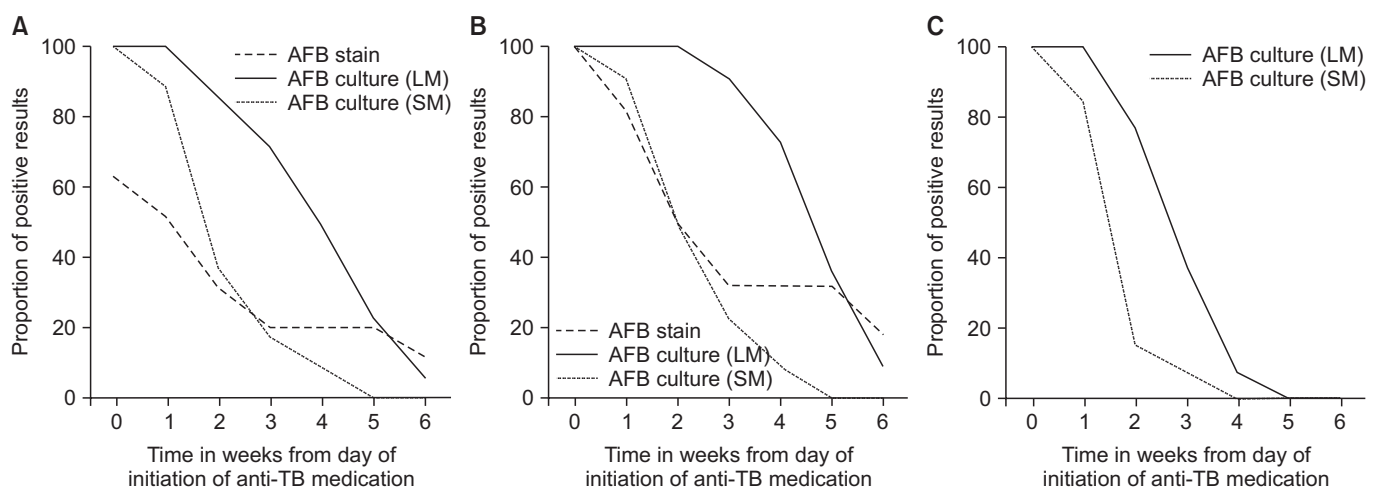 A
Proportion of positive results
100
80
60
40
20
0
AFB stain
AFB culture (LM)
AFB culture (SM)
0 1 2 3 4 5 6
Time in weeks from day of
initiation of anti-TB medication
B
Proportion of positive results
100
80
60
40
20
0
AFB stain
AFB culture (LM)
AFB culture (SM)
0 1 2 3 4 5 6
Time in weeks from day of
initiation of anti-TB medication
C
Proportion of positive results
100
80
60
40
20
0
AFB culture (LM)
AFB culture (SM)
0 1 2 3 4 5 6
Time in weeks from day of
initiation of anti-TB medication